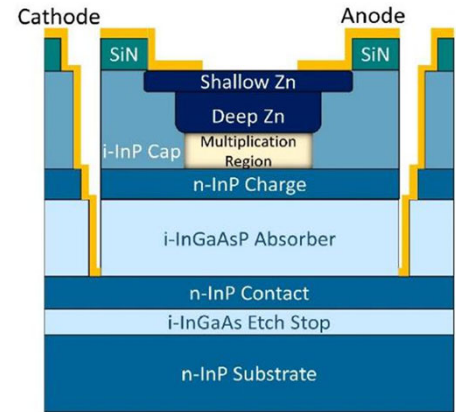 Cathode
Anode
SiN
SiN
Shallow Zn
Deep Zn
i-InP Cap
Multiplication
Region
n-InP Charge
i-InGaAsP Absorber
n-InP Contact
i-InGaAs Etch Stop
n-InP Substrate